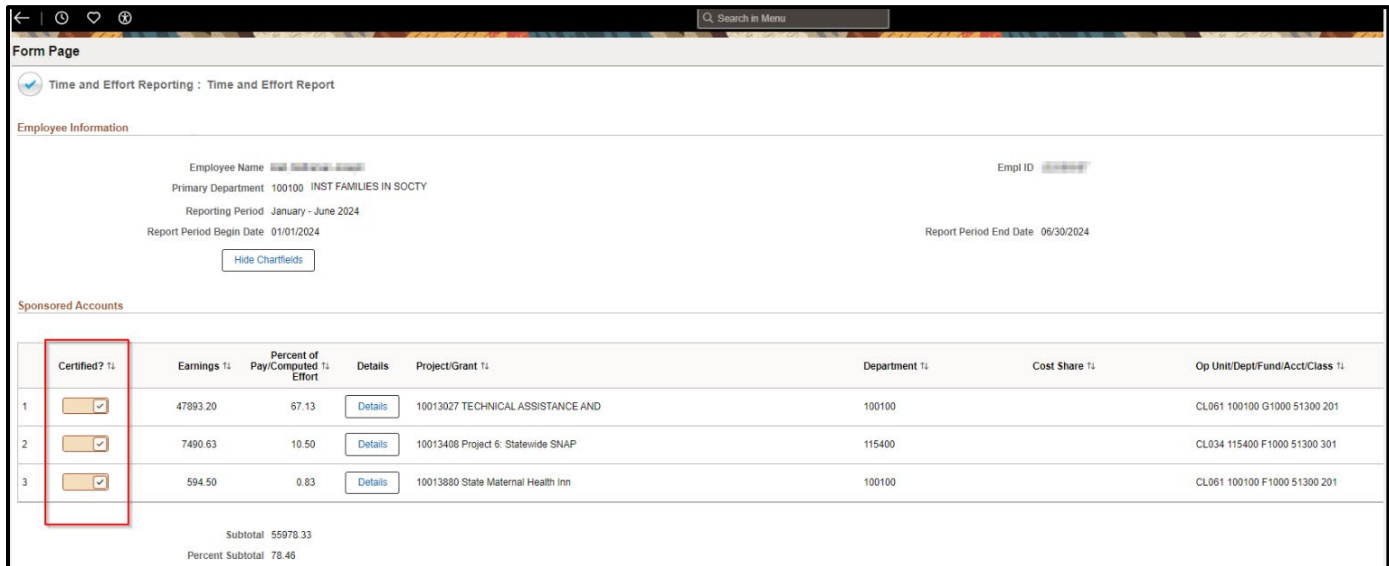 Search in Menu
Form Page
Time and Effort Reporting : Time and Effort Report
Employee Information
Employee Name
Empl ID
Primary Department 100100 INST FAMILIES IN SOCTY
Reporting Period January - June 2024
Report Period Begin Date 01/01/2024 Report Period End Date 06/30/2024
Hide Chartfields
Sponsored Accounts
Certified? Earnings Percent of Pay/Computed Effort Details Project/Grant Department Cost Share Op Unit/Dept/Fund/Acct/Class
1 47893.20 67.13 Details 10013027 TECHNICAL ASSISTANCE AND 100100 CL061 100100 G1000 51300 201
2 7490.63 10.50 Details 10013408 Project 6: Statewide SNAP 115400 CL034 115400 F1000 51300 301
3 594.50 0.83 Details 10013880 State Maternal Health Inn 100100 CL061 100100 F1000 51300 201
Subtotal 55978.33
Percent Subtotal 78.46